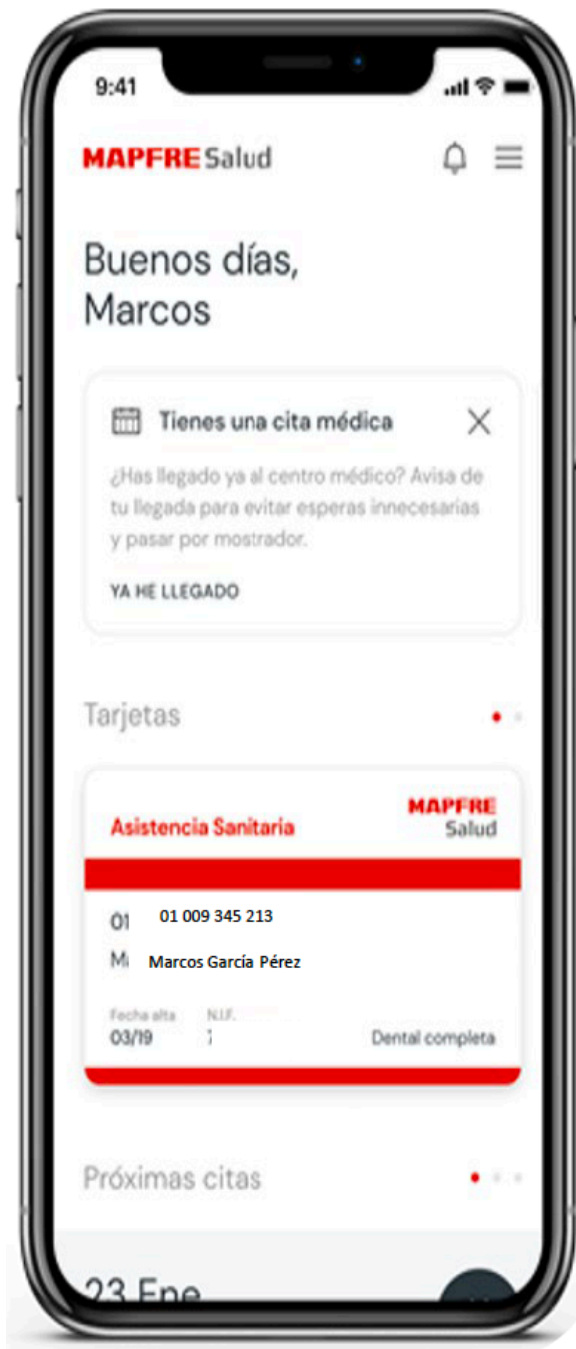 9:41
MAPFRE Salud
Buenos días,
Marcos
Tienes una cita médica
¿Has llegado ya al centro médico? Avisa de
tu llegada para evitar esperas innecesarias
y pasar por mostrador.
YA HE LLEGADO
Tarjetas
Asistencia Sanitaria
MAPFRE
Salud
01 01 009 345 213
Ma Marcos García Pérez
Fecha alta N.I.F.
03/19 Dental completa
Próximas citas
23 Ene